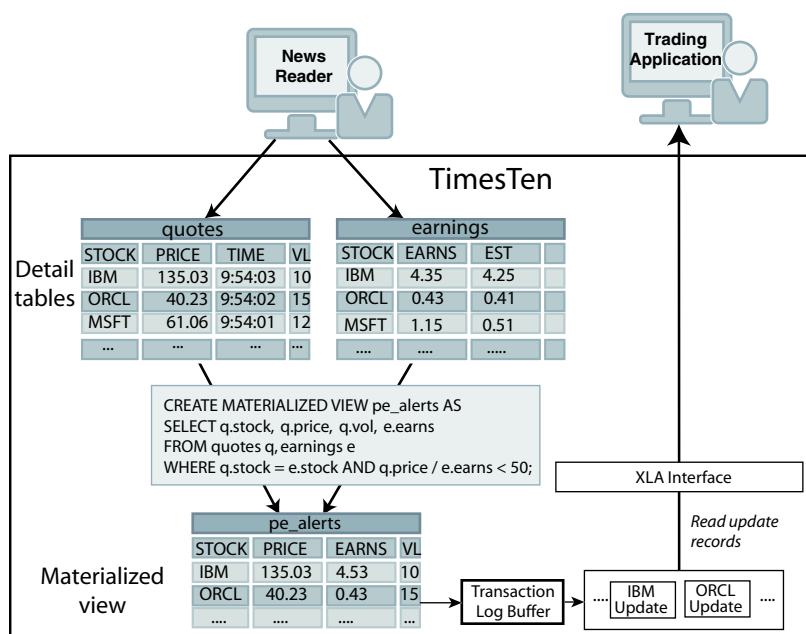 News
Reader
Trading
Application
TimesTen
Detail
tables
quotes
STOCK PRICE TIME VL
IBM 135.03 9:54:03 10
ORCL 40.23 9:54:02 15
MSFT 61.06 9:54:01 12
... ... ... ...
earnings
STOCK EARNS EST
IBM 4.35 4.25
ORCL 0.43 0.41
MSFT 1.15 0.51
.... .... .....
CREATE MATERIALIZED VIEW pe_alerts AS
SELECT q.stock, q.price, q.vol, e.earns
FROM quotes q, earnings e
WHERE q.stock = e.stock AND q.price / e.earns < 50;
XLA Interface
Read update
records
Materialized
view
pe_alerts
STOCK PRICE EARNS VL
IBM 135.03 4.53 10
ORCL 40.23 0.43 15
.... .... .... ...
Transaction
Log Buffer
.... IBM
Update
ORCL
Update ....